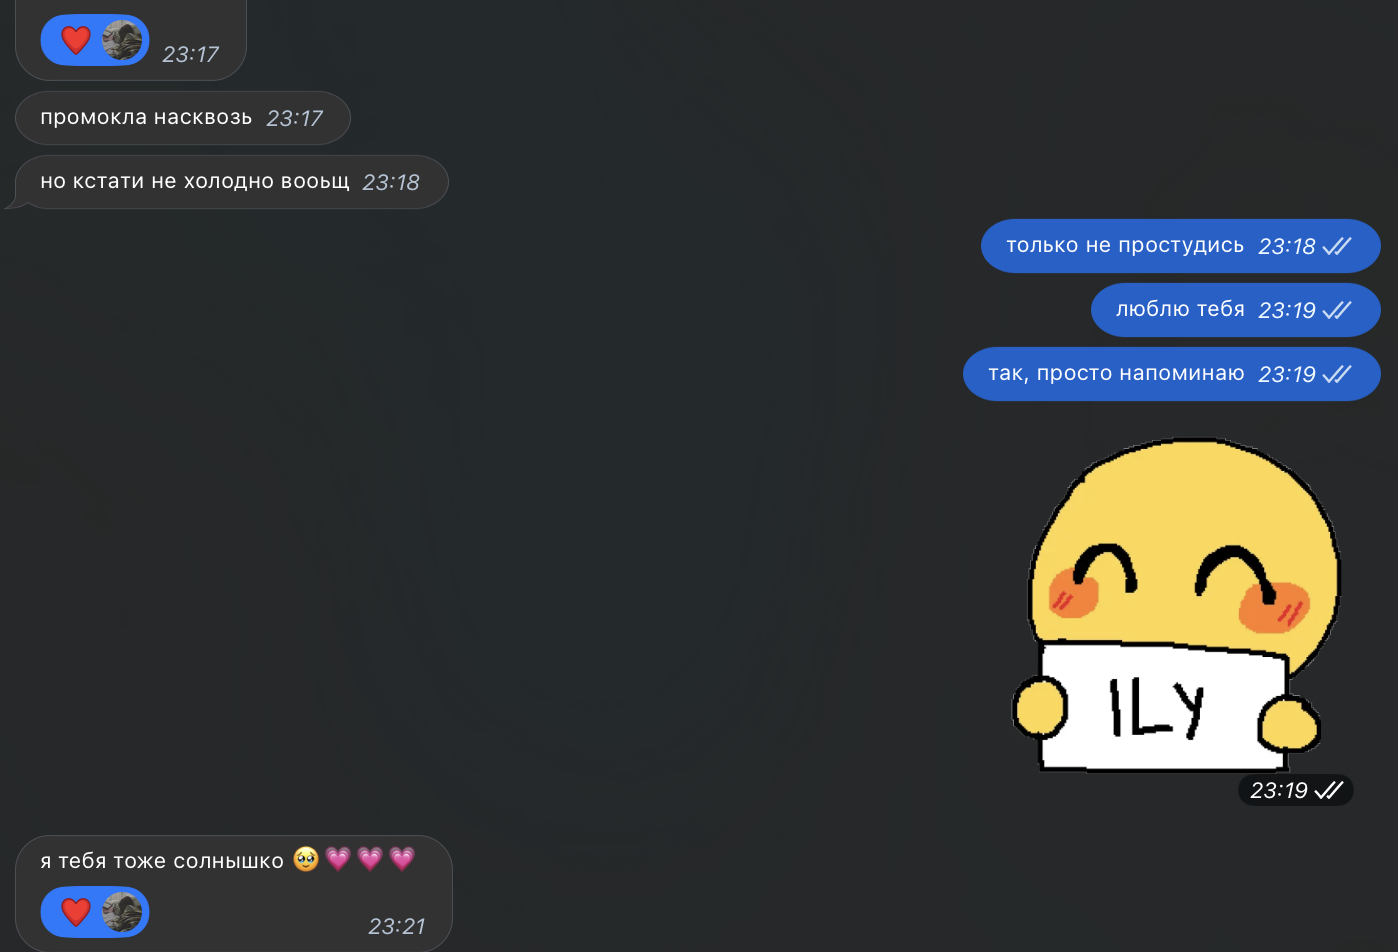 ❤️ 23:17
промокла насквозь 23:17
но кстати не холодно вооьщ 23:18
только не простудись 23:18
люблю тебя 23:19
так, просто напоминаю 23:19
ILY
23:19
я тебя тоже солнышко 🥹💗💗💗
❤️ 23:21